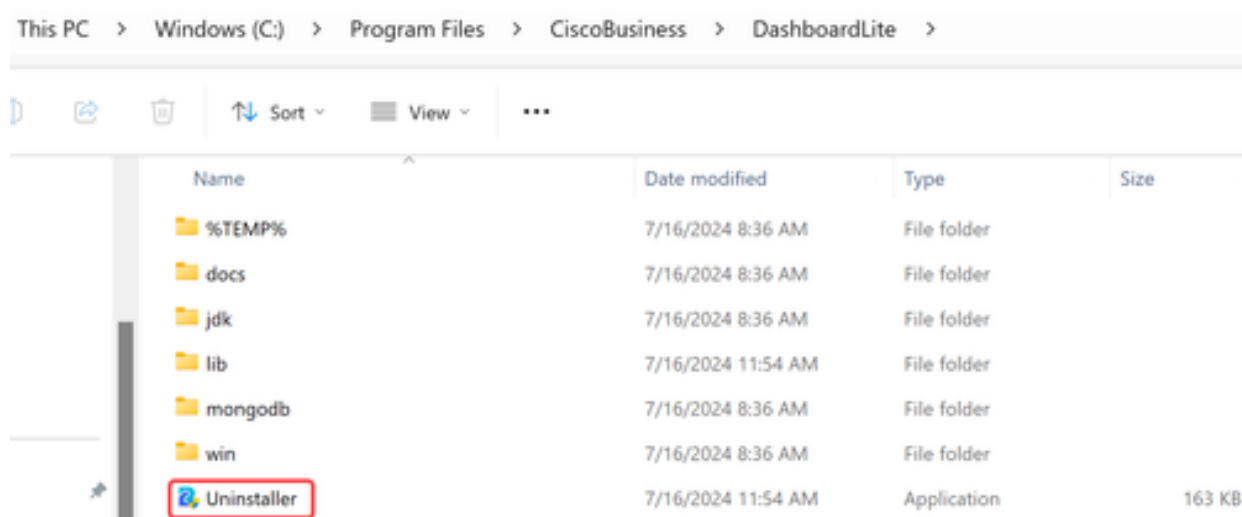 This PC > Windows (C:) > Program Files > CiscoBusiness > DashboardLite >
Sort View ...
Name Date modified Type Size
%TEMP% 7/16/2024 8:36 AM File folder
docs 7/16/2024 8:36 AM File folder
jdk 7/16/2024 8:36 AM File folder
lib 7/16/2024 11:54 AM File folder
mongodb 7/16/2024 8:36 AM File folder
win 7/16/2024 8:36 AM File folder
Uninstaller 7/16/2024 11:54 AM Application 163 KB